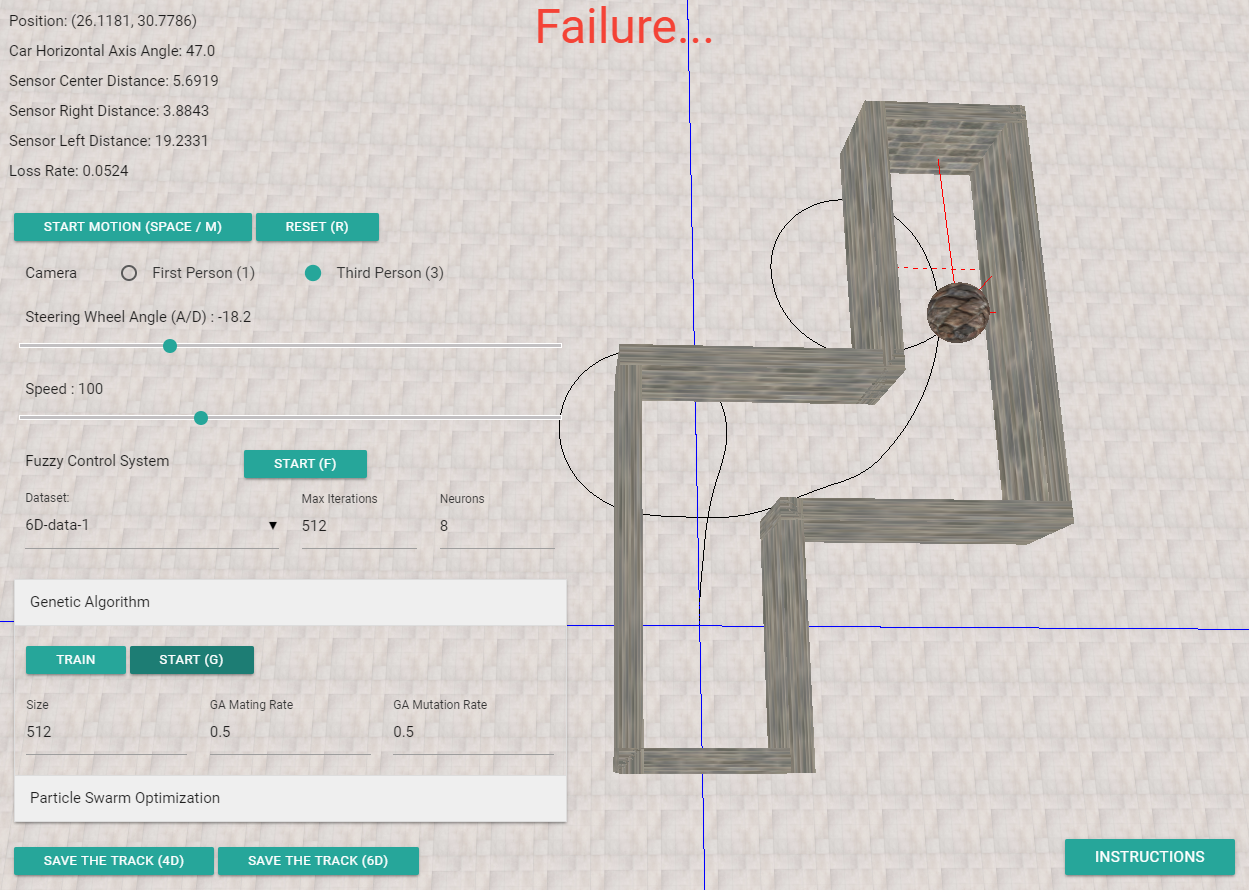 Failure...
Position: (26.1181, 30.7786)
Car Horizontal Axis Angle: 47.0
Sensor Center Distance: 5.6919
Sensor Right Distance: 3.8843
Sensor Left Distance: 19.2331
Loss Rate: 0.0524
START MOTION (SPACE / M) RESET (R)
Camera First Person (1) Third Person (3)
Steering Wheel Angle (A/D) : -18.2
Speed : 100
Fuzzy Control System START (F)
Dataset: Max Iterations Neurons
6D-data-1 ▼ 512 8
Genetic Algorithm
TRAIN START (G)
Size GA Mating Rate GA Mutation Rate
512 0.5 0.5
Particle Swarm Optimization
SAVE THE TRACK (4D) SAVE THE TRACK (6D)
INSTRUCTIONS